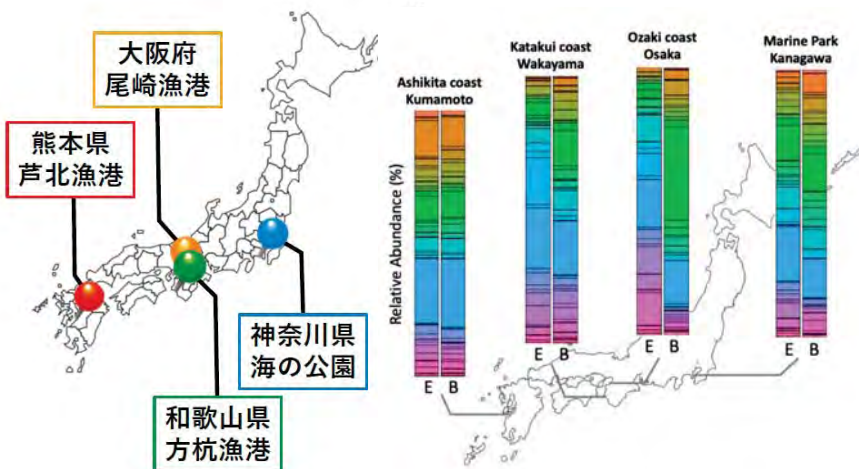 大阪府
尾崎漁港
熊本県
芦北漁港
神奈川県
海の公園
和歌山県
方杭漁港
Ashikita coast
Kumamoto
Katakui coast
Wakayama
Ozaki coast
Osaka
Marine Park
Kanagawa
Relative Abundance (%)
E B
E B
E B
E B